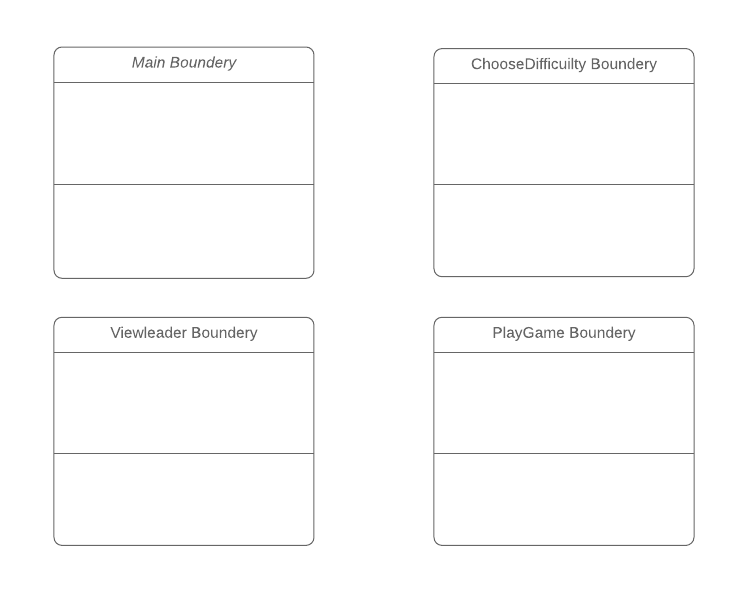 Main Boundery
ChooseDifficuilty Boundery
Viewleader Boundery
PlayGame Boundery